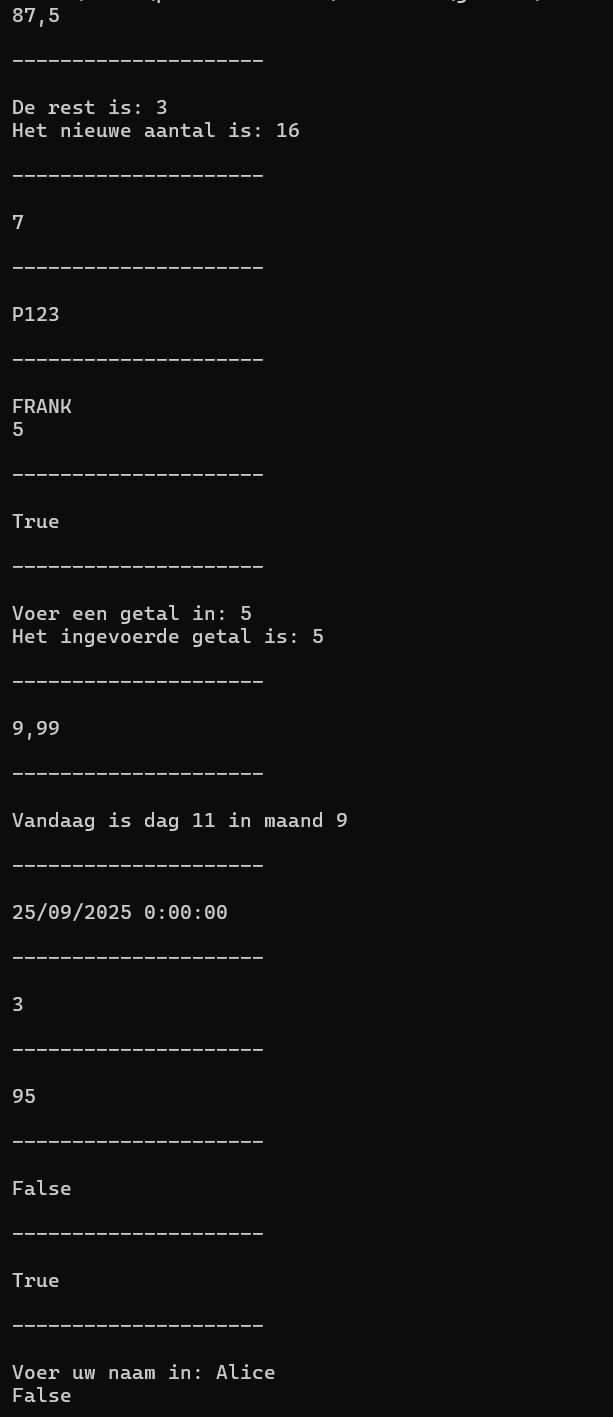 87,5
---------------------
De rest is: 3
Het nieuwe aantal is: 16
---------------------
7
---------------------
P123
---------------------
FRANK
5
---------------------
True
---------------------
Voer een getal in: 5
Het ingevoerde getal is: 5
---------------------
9,99
---------------------
Vandaag is dag 11 in maand 9
---------------------
25/09/2025 0:00:00
---------------------
3
---------------------
95
---------------------
False
---------------------
True
---------------------
Voer uw naam in: Alice
False